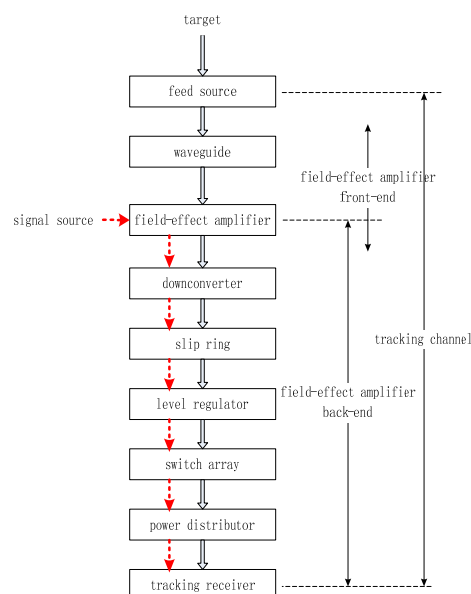 target
feed source
waveguide
field-effect amplifier
front-end
signal source
field-effect amplifier
downconverter
slip ring
tracking channel
level regulator
field-effect amplifier
back-end
switch array
power distributor
tracking receiver